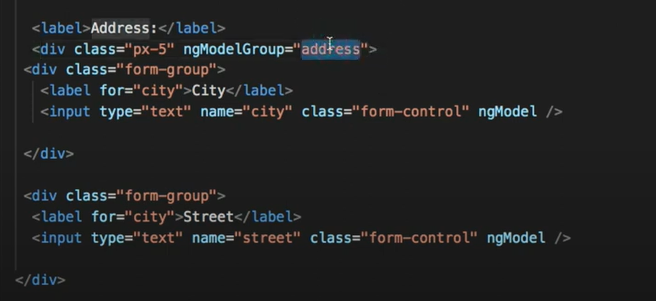 <label>Address:</label>
<div class="px-5" ngModelGroup="address">
<div class="form-group">
<label for="city">City</label>
<input type="text" name="city" class="form-control" ngModel />
</div>
<div class="form-group">
<label for="city">Street</label>
<input type="text" name="street" class="form-control" ngModel />
</div>